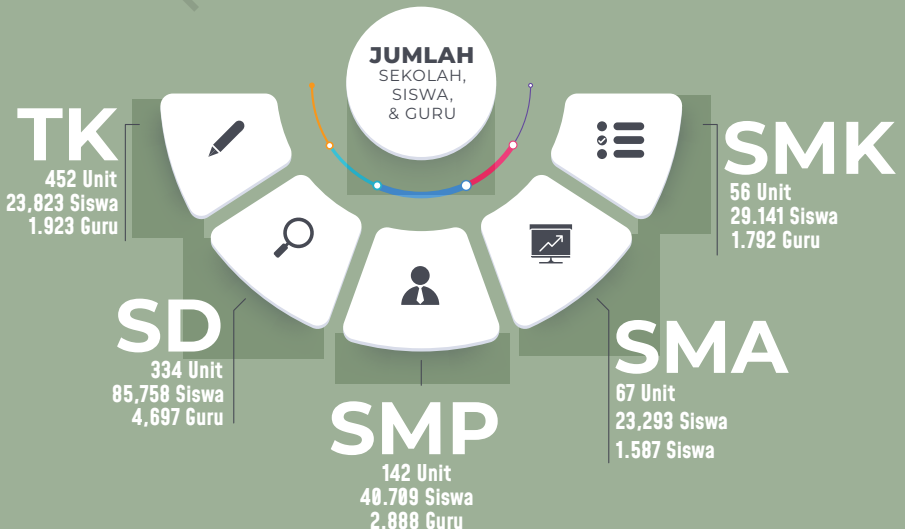 JUMLAH
SEKOLAH,
SISWA,
& GURU
TK
452 Unit
23,823 Siswa
1.923 Guru
SD
334 Unit
85,758 Siswa
4,697 Guru
SMP
142 Unit
40.709 Siswa
2.888 Guru
SMA
67 Unit
23,293 Siswa
1.587 Siswa
SMK
56 Unit
29.141 Siswa
1.792 Guru